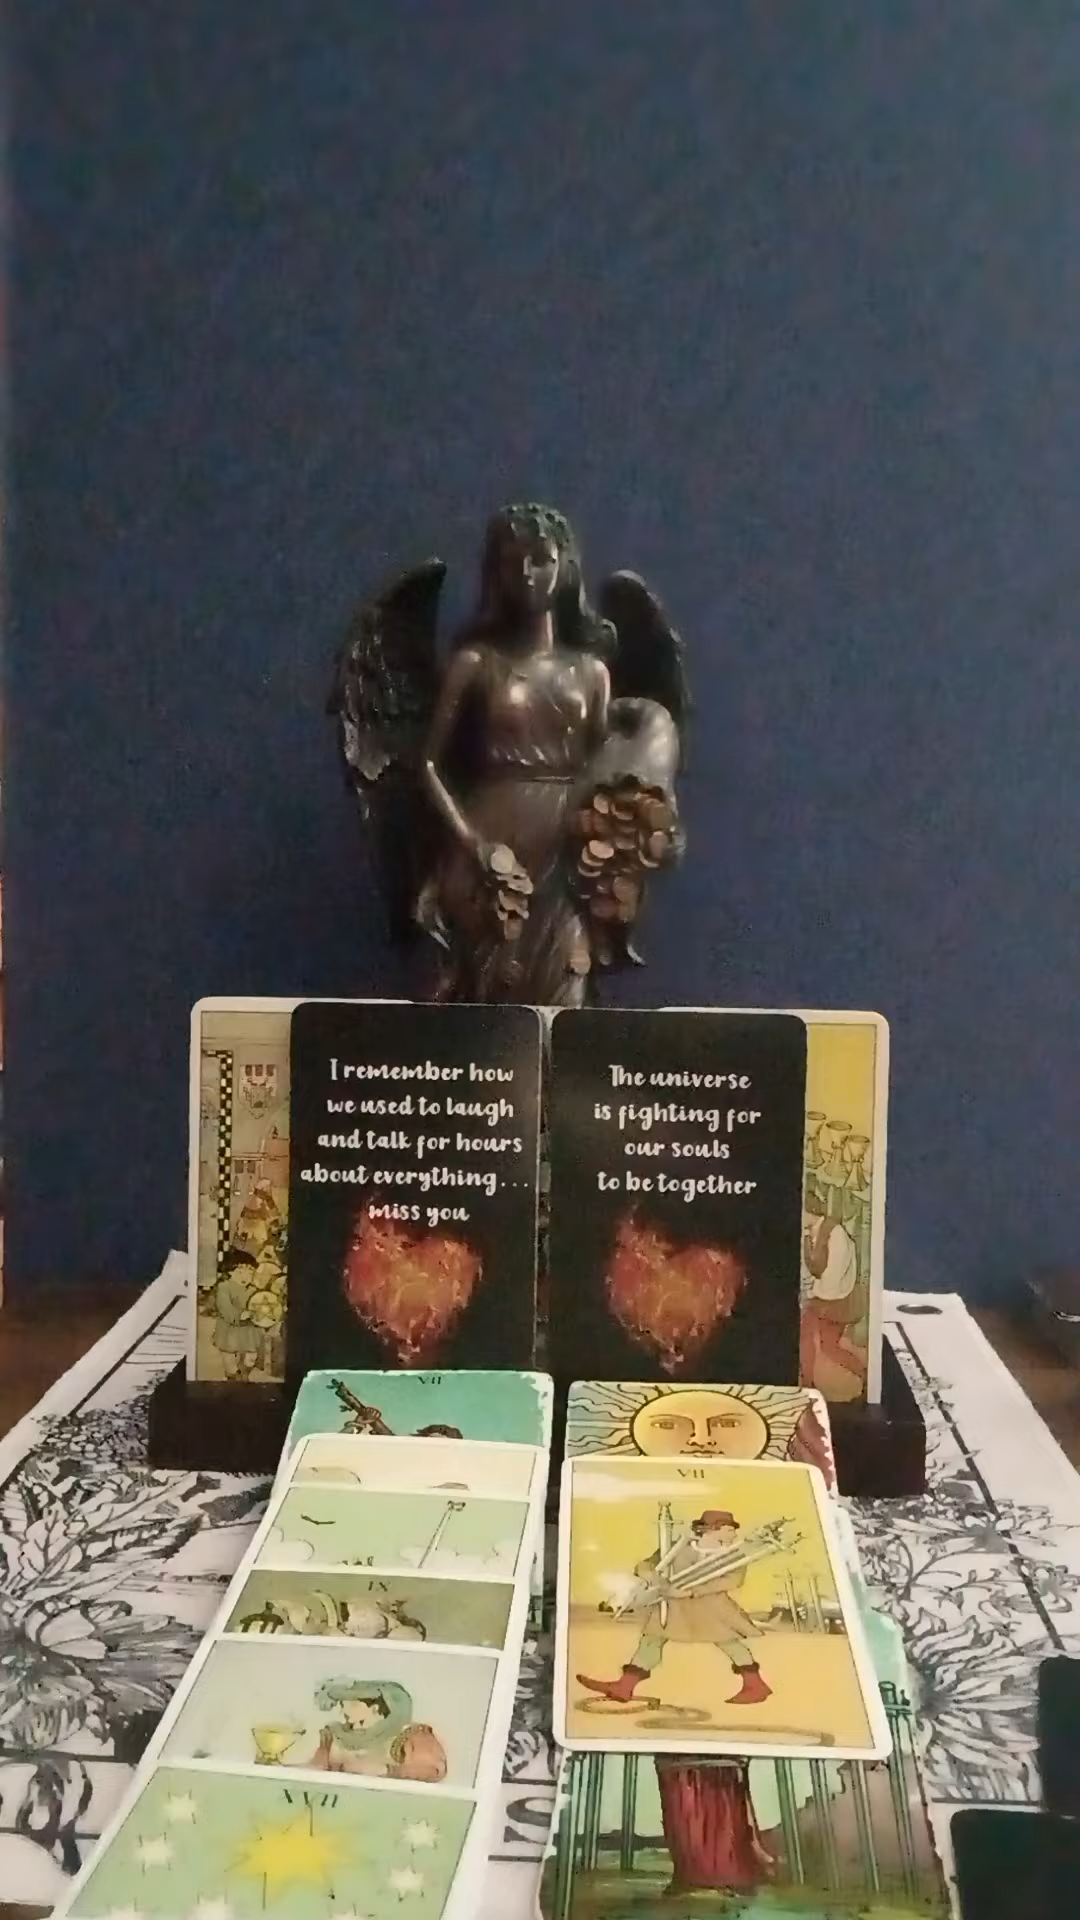 I remember how
we used to laugh
and talk for hours
about everything...
miss you
The universe
is fighting for
our souls
to be together
VII
VII
IX
XVII